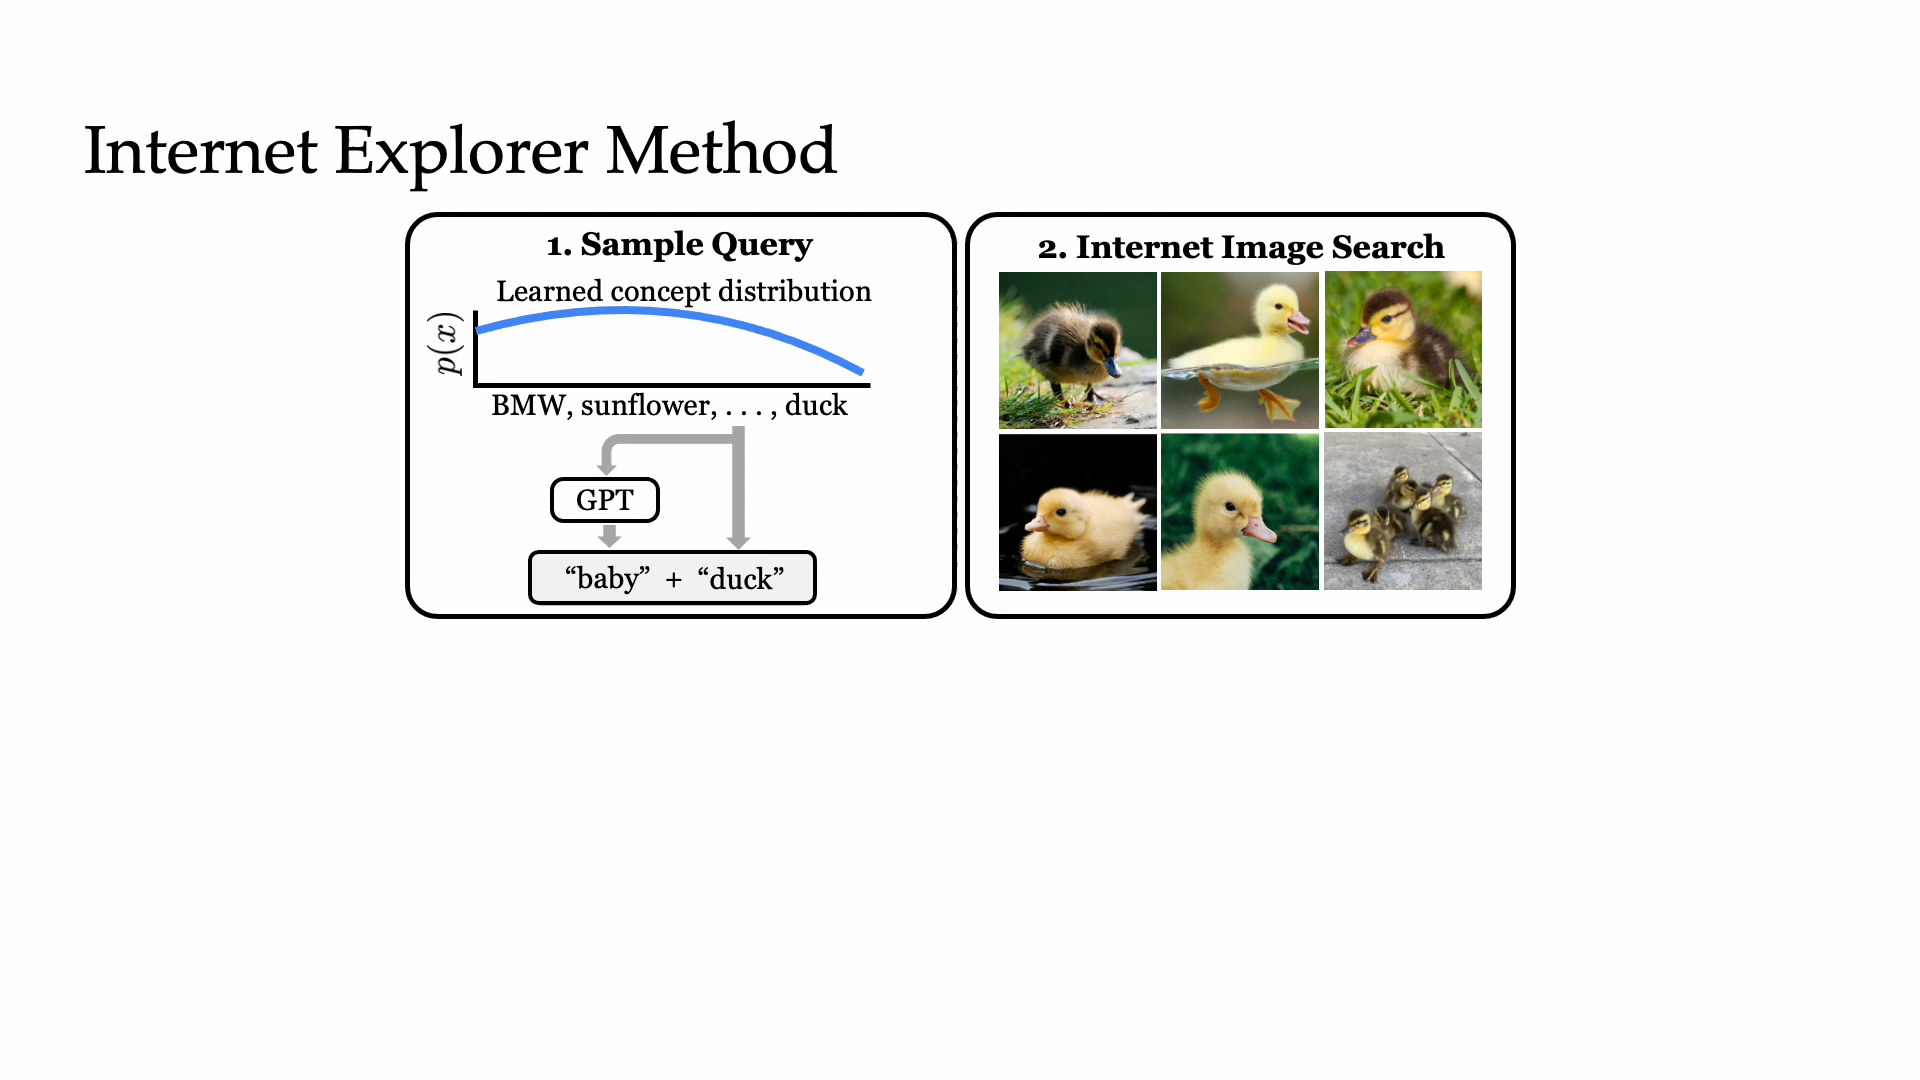 Internet Explorer Method
1. Sample Query
Learned concept distribution
p(x)
BMW, sunflower, . . . , duck
GPT
“baby” + “duck”
2. Internet Image Search